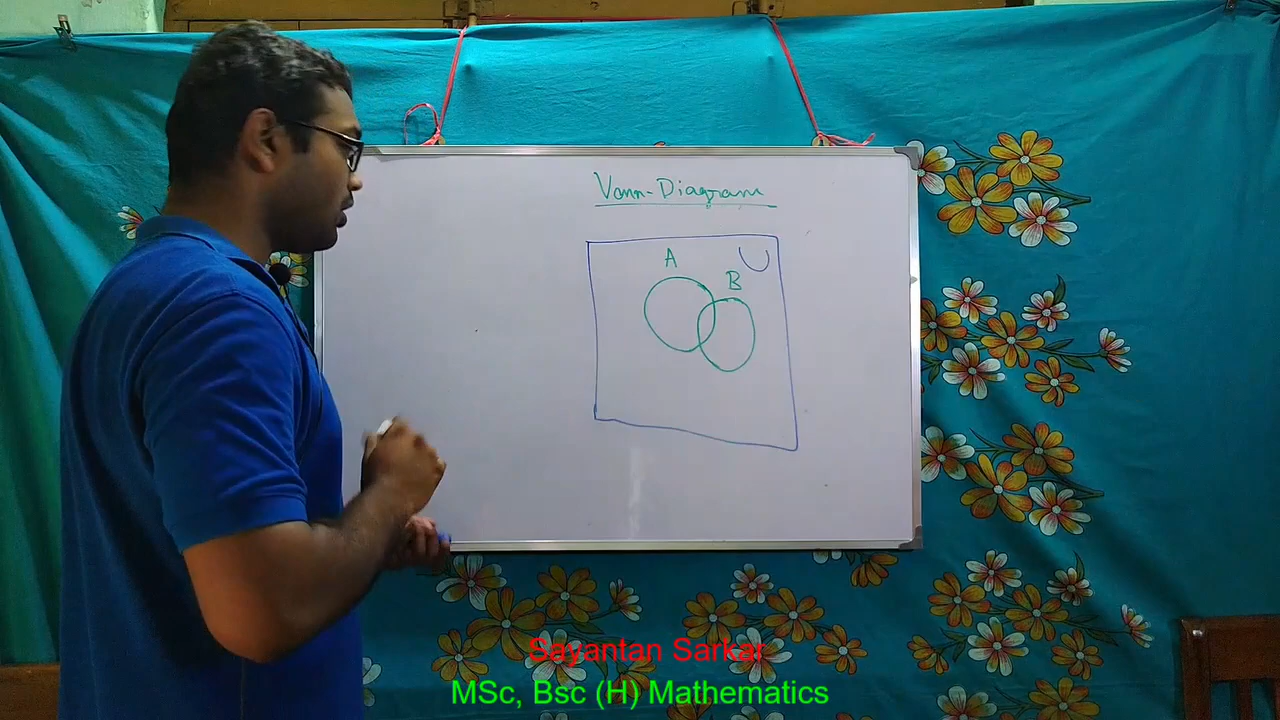 Venn-Diagram
A
U
B
Sayantan Sarkar
MSc, Bsc (H) Mathematics